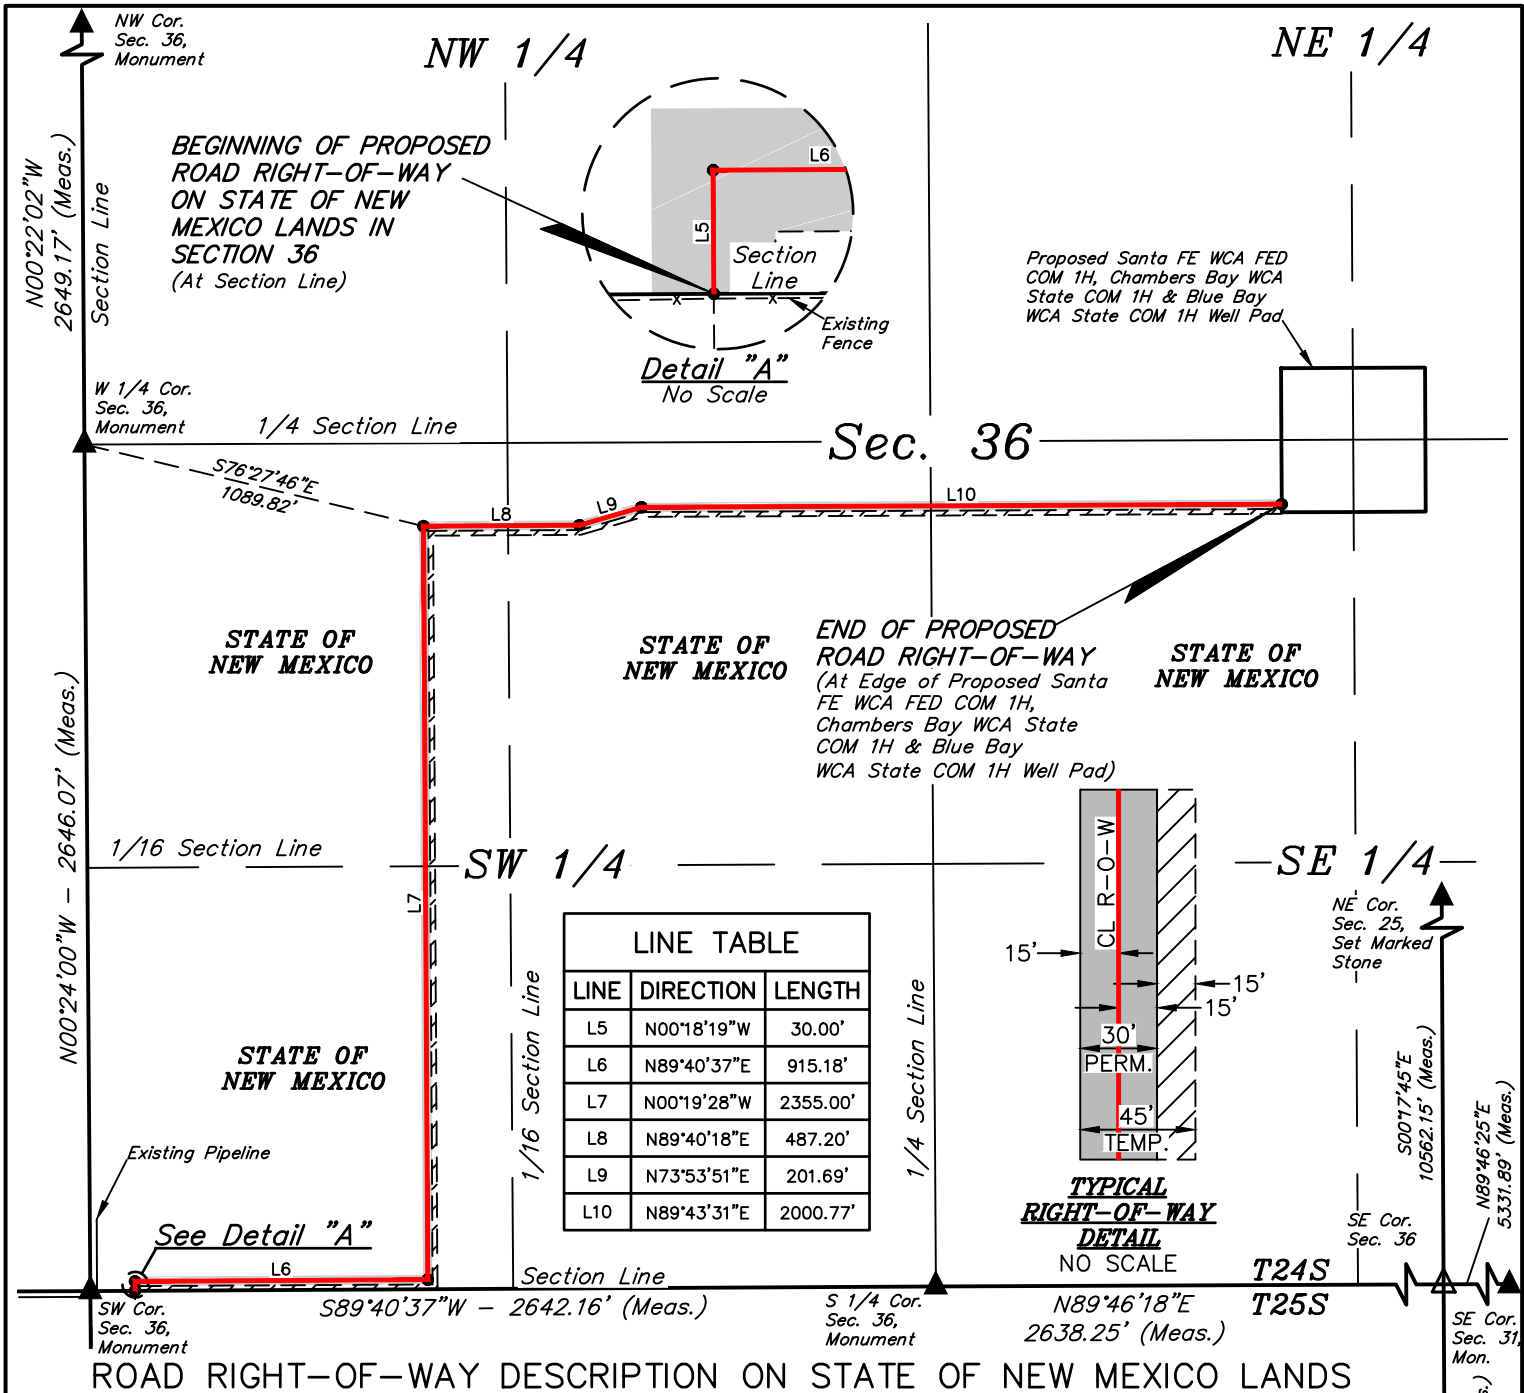 NW Cor.
Sec. 36,
Monument
NW 1/4
NE 1/4
N00°22'02"W
2649.17' (Meas.)
Section Line
BEGINNING OF PROPOSED
ROAD RIGHT-OF-WAY
ON STATE OF NEW
MEXICO LANDS IN
SECTION 36
(At Section Line)
L6
L5
Section
Line
x
x
Existing
Fence
Detail "A"
No Scale
Proposed Santa FE WCA FED
COM 1H, Chambers Bay WCA
State COM 1H & Blue Bay
WCA State COM 1H Well Pad
W 1/4 Cor.
Sec. 36,
Monument
1/4 Section Line
Sec. 36
S76°27'46"E
1089.82'
L8
L9
L10
STATE OF
NEW MEXICO
STATE OF
NEW MEXICO
END OF PROPOSED
ROAD RIGHT-OF-WAY
(At Edge of Proposed Santa
FE WCA FED COM 1H,
Chambers Bay WCA State
COM 1H & Blue Bay
WCA State COM 1H Well Pad)
STATE OF
NEW MEXICO
N00°24'00"W - 2646.07' (Meas.)
1/16 Section Line
SW 1/4
SE 1/4
L7
LINE TABLE
LINE DIRECTION LENGTH
L5 N00°18'19"W 30.00'
L6 N89°40'37"E 915.18'
L7 N00°19'28"W 2355.00'
L8 N89°40'18"E 487.20'
L9 N73°53'51"E 201.69'
L10 N89°43'31"E 2000.77'
1/16 Section Line
1/4 Section Line
CL R-O-W
15'
15'
15'
30'
PERM.
45'
TEMP.
TYPICAL
RIGHT-OF-WAY
DETAIL
NO SCALE
NE Cor.
Sec. 25,
Set Marked
Stone
S00°17'45"E
10562.15' (Meas.)
N89°46'25"E
5331.89' (Meas.)
STATE OF
NEW MEXICO
Existing Pipeline
See Detail "A"
L6
Section Line
SE Cor.
Sec. 36
T24S
T25S
SW Cor.
Sec. 36,
Monument
S89°40'37"W - 2642.16' (Meas.)
S 1/4 Cor.
Sec. 36,
Monument
N89°46'18"E
2638.25' (Meas.)
SE Cor.
Sec. 31,
Mon.
ROAD RIGHT-OF-WAY DESCRIPTION ON STATE OF NEW MEXICO LANDS